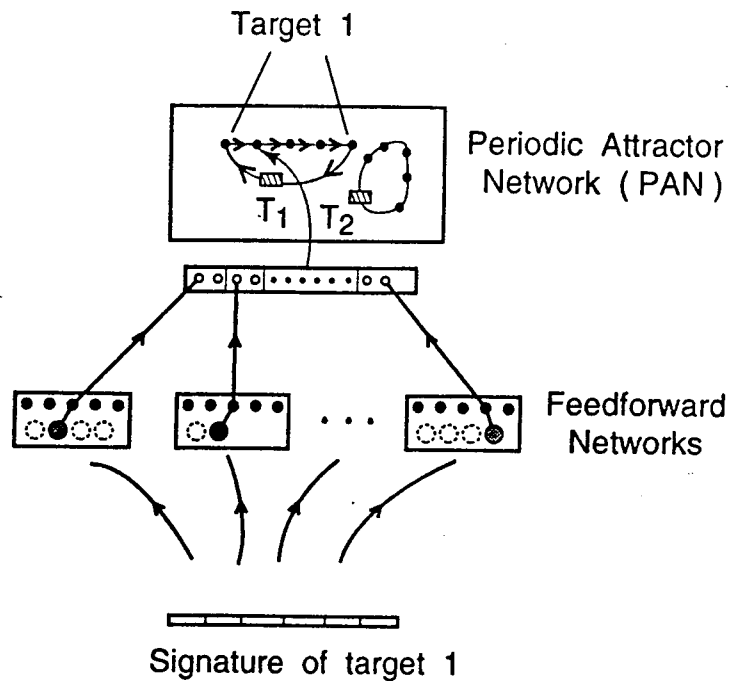 Target 1
Periodic Attractor
Network ( PAN )
T1
T2
Feedforward
Networks
Signature of target 1